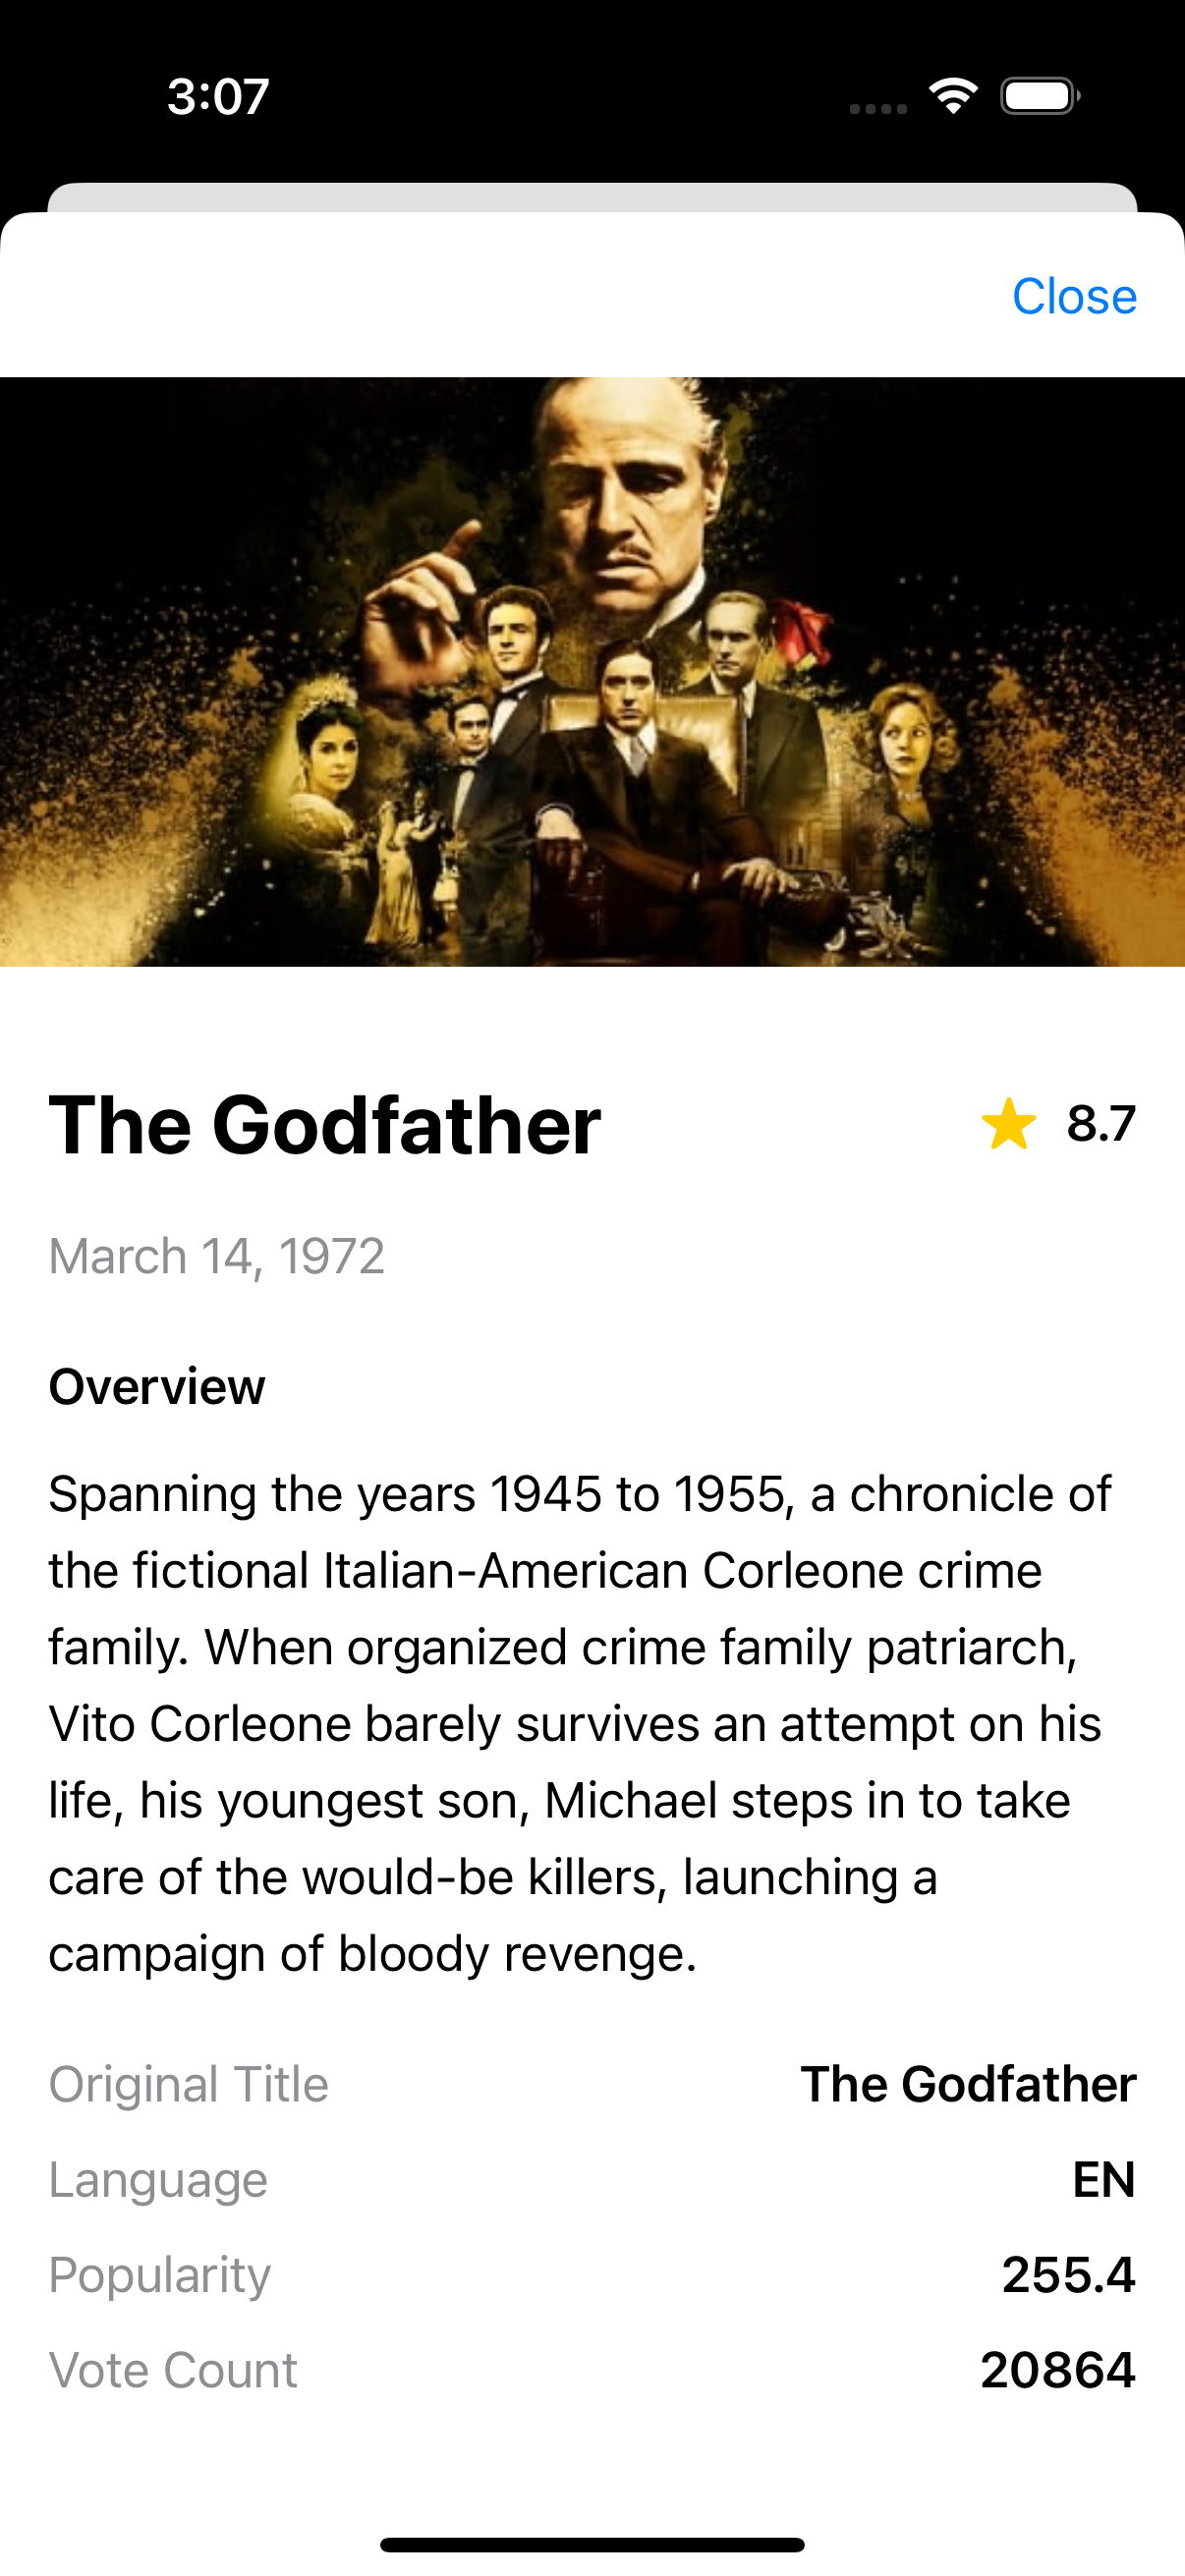 3:07
Close
The Godfather
8.7
March 14, 1972
Overview
Spanning the years 1945 to 1955, a chronicle of
the fictional Italian-American Corleone crime
family. When organized crime family patriarch,
Vito Corleone barely survives an attempt on his
life, his youngest son, Michael steps in to take
care of the would-be killers, launching a
campaign of bloody revenge.
Original Title The Godfather
Language EN
Popularity 255.4
Vote Count 20864